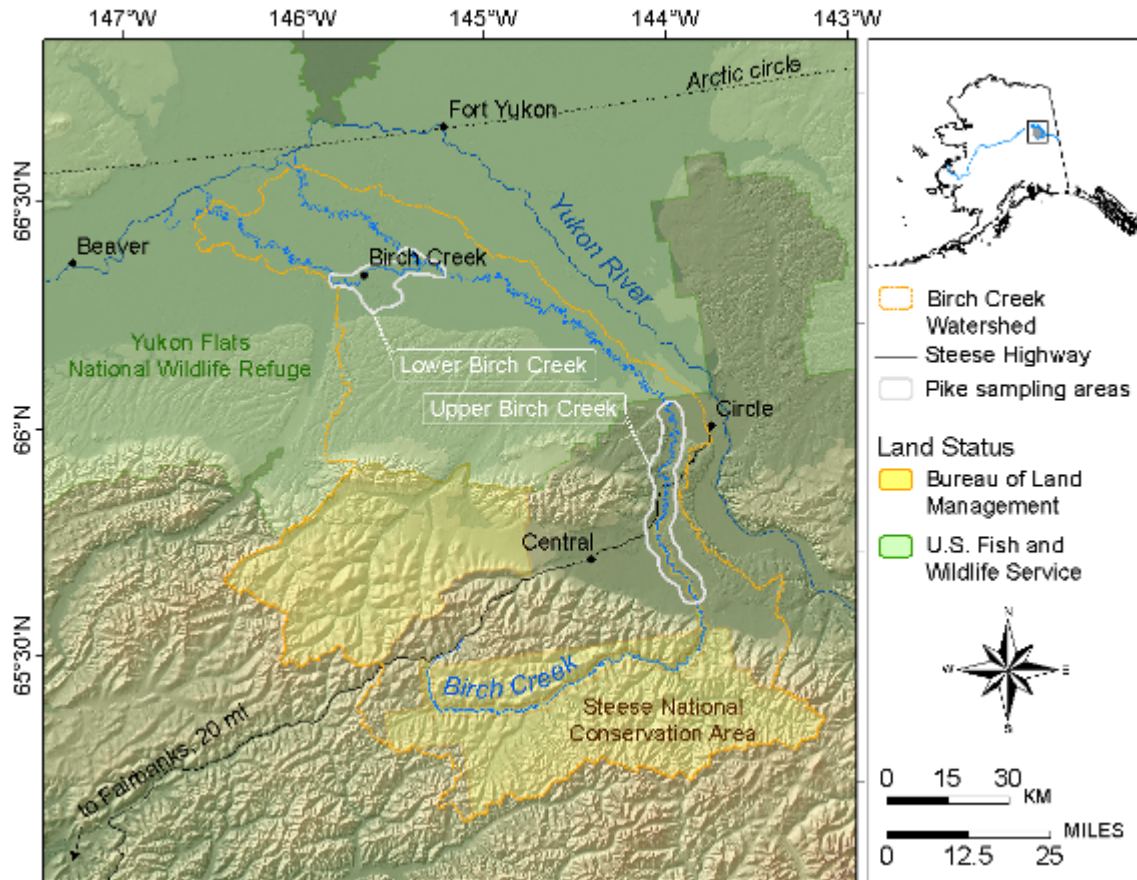 147°W 146°W 145°W 144°W 143°W
66°30'N
66°N
65°30'N
Arctic circle
Fort Yukon
Yukon River
Beaver
Birch Creek
Yukon Flats
National Wildlife Refuge
Lower Birch Creek
Upper Birch Creek
Circle
Central
Birch Creek
Steese National
Conservation Area
to Fairbanks, 20 mt
Birch Creek
Watershed
Steese Highway
Pike sampling areas
Land Status
Bureau of Land
Management
U.S. Fish and
Wildlife Service
N
W E
S
0 15 30
KM
MILES
0 12.5 25